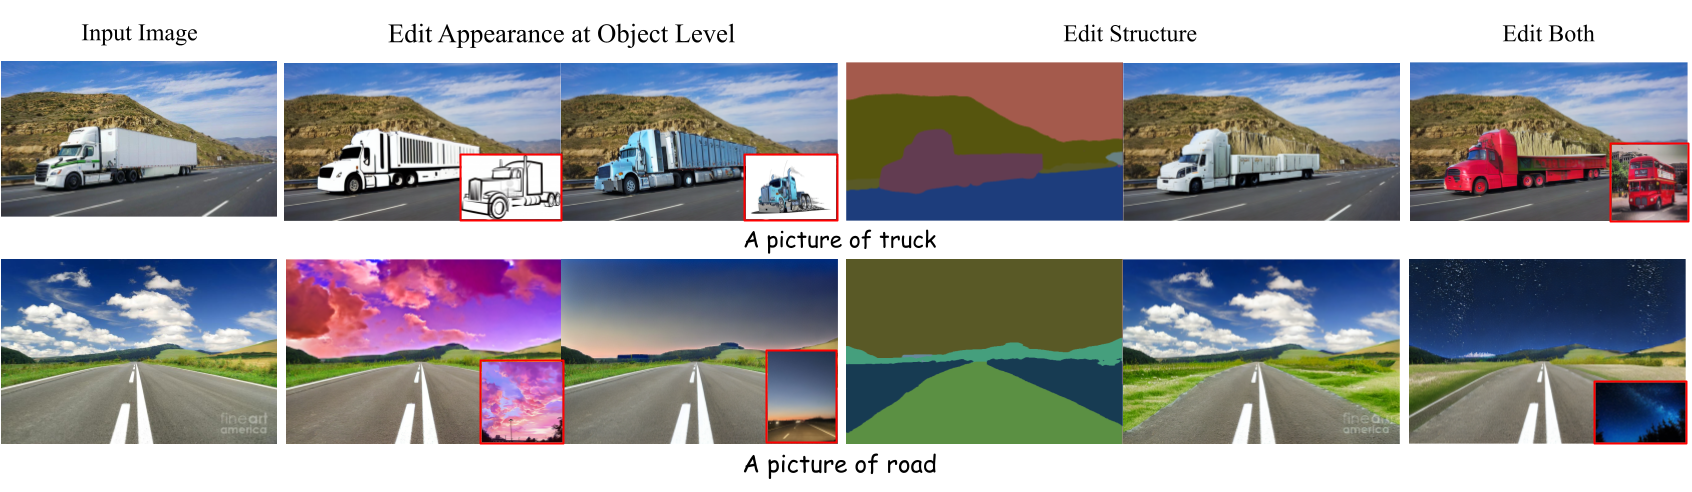 Input Image
Edit Appearance at Object Level
Edit Structure
Edit Both
A picture of truck
fineart
america
fineart
america
A picture of road